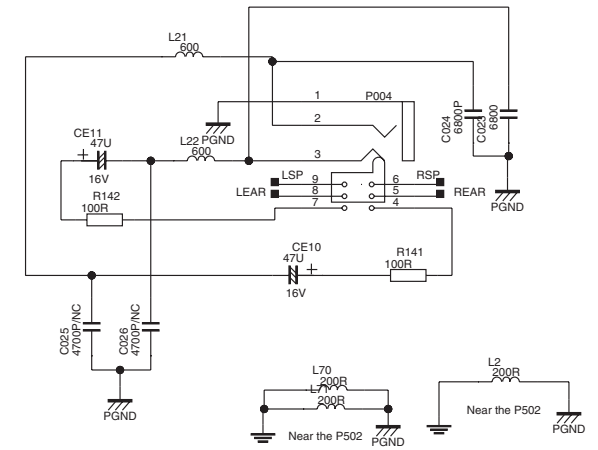 L21
600
1
P004
PGND
2
C024
6800P
C023
6800
CE11
47U
+
16V
L22
600
3
LSP
9
6
RSP
LEAR
8
5
REAR
7
4
R142
100R
PGND
CE10
47U
+
16V
R141
100R
C025
4700P/NC
C026
4700P/NC
PGND
L70
200R
L71
200R
Near the P502
PGND
L2
200R
Near the P502
PGND